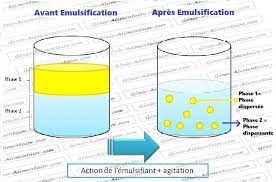 Avant Emulsification
Après Emulsification
Phase 1
Phase 2
Phase 1=
Phase
dispersée
Phase 2 =
Phase
dispersante
Action de l'émulsifiant + agitation